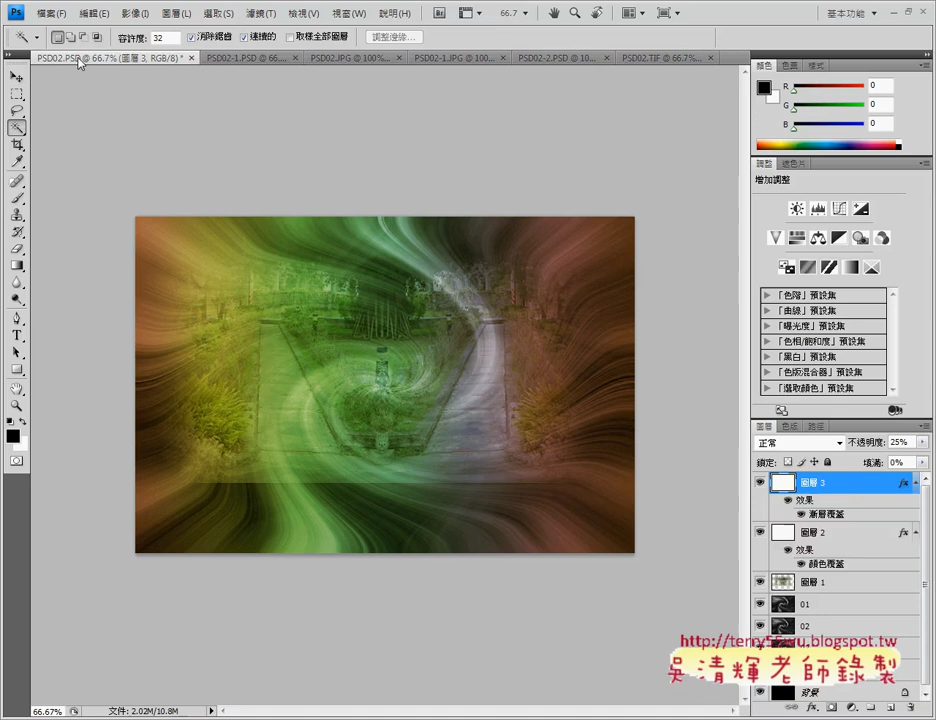 Ps 檔案(F) 編輯(E) 影像(I) 圖層(L) 選取(S) 濾鏡(T) 檢視(V) 視窗(W) 說明(H) Br 66.7 基本功能
容許度: 32 消除鋸齒 連續的 取樣全部圖層 調整邊緣...
PSD02.PSD @ 66.7% (圖層 3, RGB/8) * PSD02-1.PSD @ 66.... PSD02.JPG @ 100%... PSD02-1.JPG @ 100... PSD02-2.PSD @ 10... PSD02.TIF @ 66.7%...
顏色 色票 樣式
R 0
G 0
B 0
調整 遮色片
增加調整
「色階」預設集
「曲線」預設集
「曝光度」預設集
「色相/飽和度」預設集
「黑白」預設集
「色版混合器」預設集
「選取顏色」預設集
圖層 色版 路徑
正常 不透明度: 25%
鎖定: 填滿: 0%
圖層 3 fx
效果
漸層覆蓋
圖層 2 fx
效果
顏色覆蓋
圖層 1
01
02
背景
http://terry55wu.blogspot.tw
吳清輝老師錄製
66.67% 文件: 2.02M/10.8M